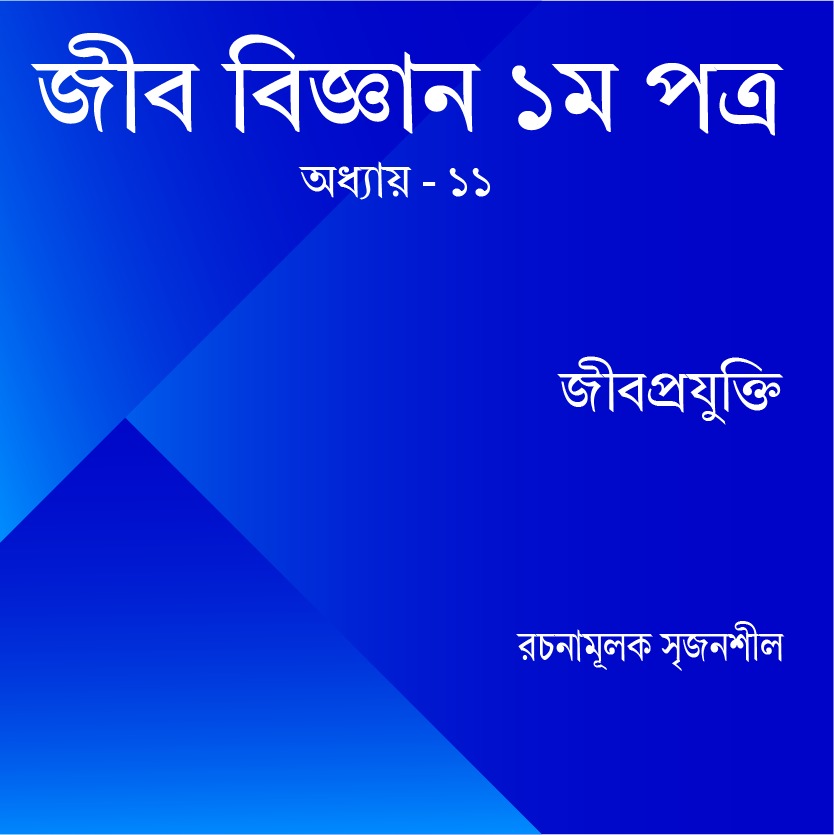 জীব বিজ্ঞান ১ম পত্র
অধ্যায় - ১১
জীবপ্রযুক্তি
রচনামূলক সৃজনশীল